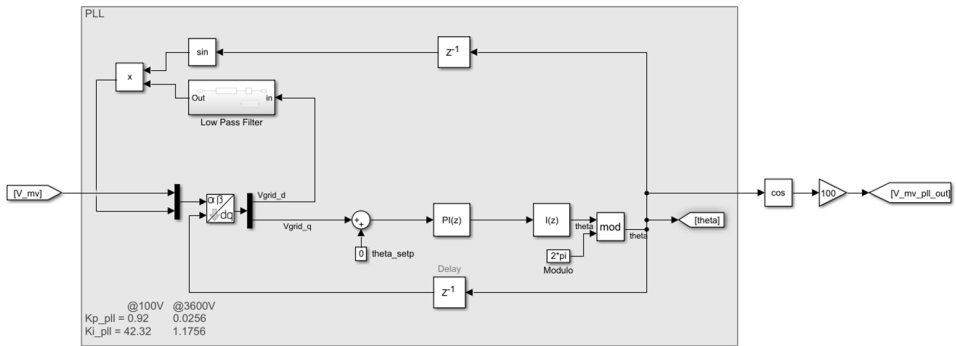 PLL
sin
Z-1
x
Out
in
Low Pass Filter
[V_mv]
α β
dq
Vgrid_d
Vgrid_q
0
theta_setp
PI(z)
I(z)
theta
mod
theta
2*pi
Modulo
cos
100
[V_mv_pll_out]
[theta]
Delay
Z-1
@100V @3600V
Kp_pll = 0.92 0.0256
Ki_pll = 42.32 1.1756